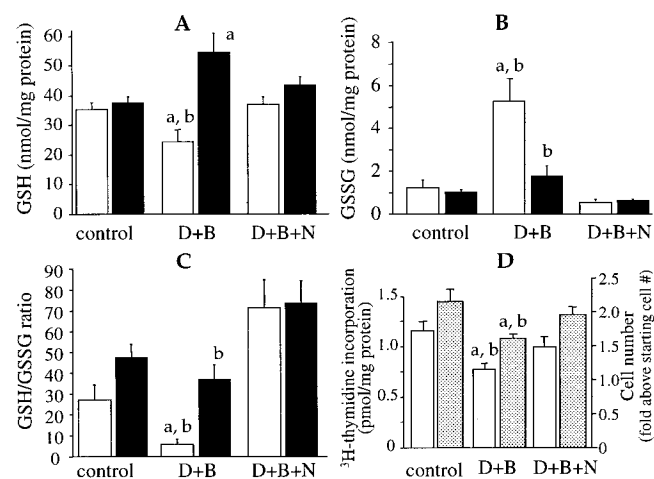 A
GSH (nmol/mg protein)
60
50
40
30
20
10
0
a, b
a
control
D+B
D+B+N
B
GSSG (nmol/mg protein)
8
6
4
2
0
a, b
b
control
D+B
D+B+N
C
GSH/GSSG ratio
90
80
70
60
50
40
30
20
10
0
a, b
b
control
D+B
D+B+N
D
³H-thymidine incorporation
(pmol/mg protein)
1.5
1.0
0.5
0
a, b
a, b
2.5
2.0
1.5
1.0
0.5
0
Cell number
(fold above starting cell #)
control
D+B
D+B+N